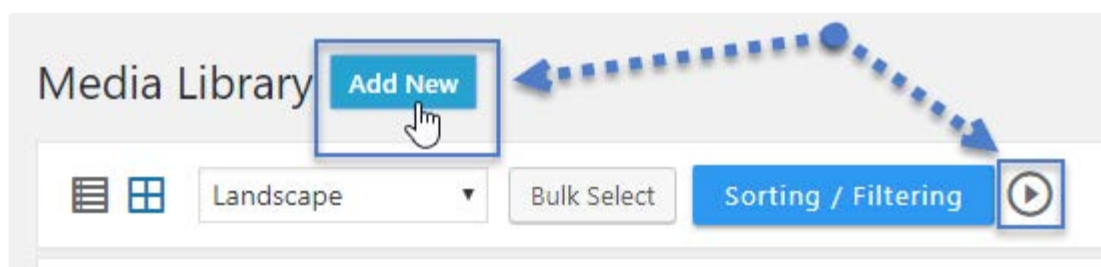 Media Library Add New
Landscape Bulk Select Sorting / Filtering